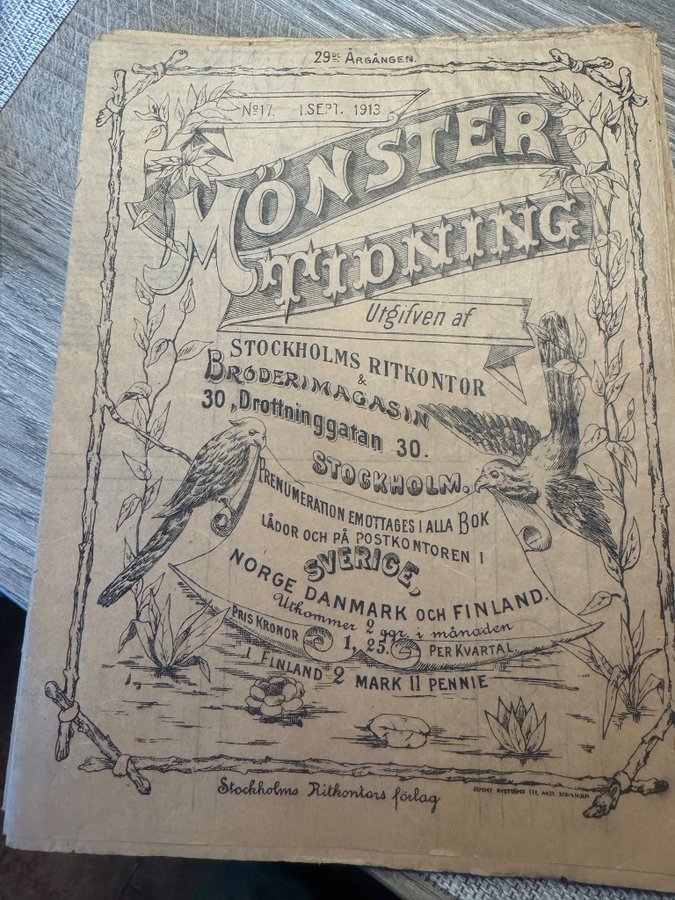 29DE ÅRGÅNGEN.
No 17. 1. SEPT. 1913
MÖNSTER
TIDNING
Utgifven af
STOCKHOLMS RITKONTOR
&
BRODERIMAGASIN
30, Drottninggatan 30.
STOCKHOLM.
PRENUMERATION EMOTTAGES I ALLA BOK
LÅDOR OCH PÅ POSTKONTOREN I
SVERIGE,
NORGE DANMARK OCH FINLAND.
Utkommer 2 ggr. i månaden
PRIS KRONOR 1,25. PER KVARTAL.
I FINLAND 2 MARK 11 PENNIE
Stockholms Ritkontors förlag